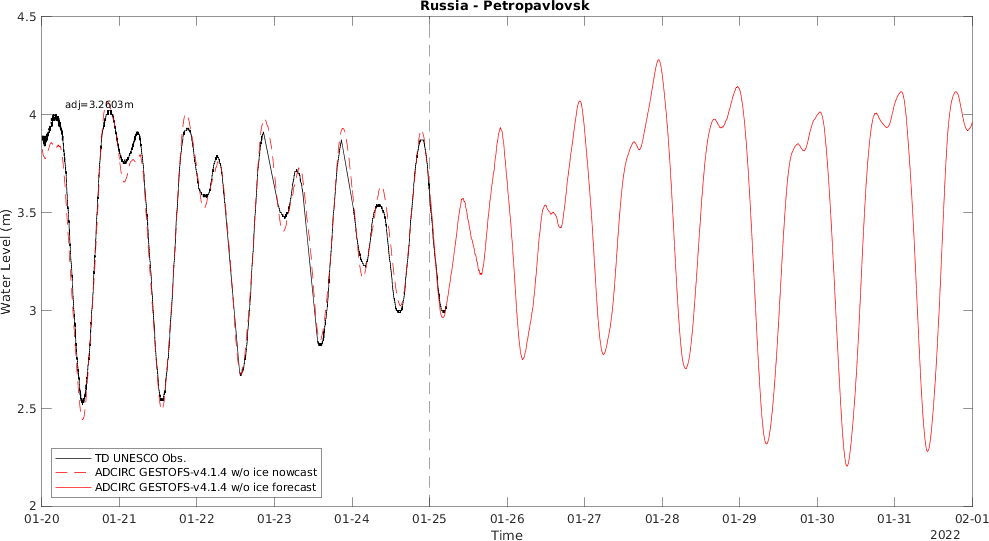 Russia - Petropavlovsk
4.5
4
3.5
3
2.5
2
Water Level (m)
adj=3.2603m
TD UNESCO Obs.
ADCIRC GESTOFS-v4.1.4 w/o ice nowcast
ADCIRC GESTOFS-v4.1.4 w/o ice forecast
01-20 01-21 01-22 01-23 01-24 01-25 01-26 01-27 01-28 01-29 01-30 01-31 02-01
Time
2022